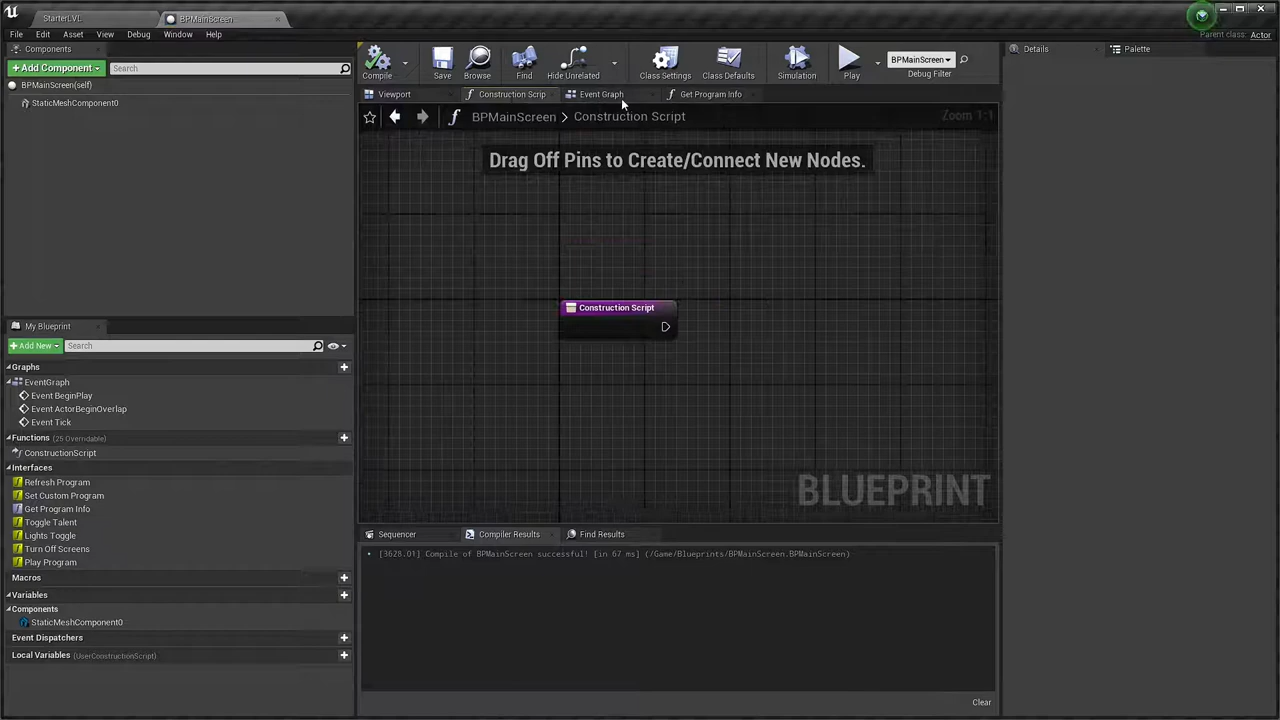 StarterLVL
BPMainScreen
Parent class: Actor
File Edit Asset View Debug Window Help
Components
+Add Component
Search
BPMainScreen(self)
StaticMeshComponent0
Compile
Save
Browse
Find
Hide Unrelated
Class Settings
Class Defaults
Simulation
Play
BPMainScreen
Debug Filter
Details
Palette
Viewport
Construction Scrip
Event Graph
Get Program Info
BPMainScreen > Construction Script
Zoom 1:1
Drag Off Pins to Create/Connect New Nodes.
Construction Script
BLUEPRINT
My Blueprint
+Add New
Search
Graphs
EventGraph
Event BeginPlay
Event ActorBeginOverlap
Event Tick
Functions (25 Overridable)
ConstructionScript
Interfaces
Refresh Program
Set Custom Program
Get Program Info
Toggle Talent
Lights Toggle
Turn Off Screens
Play Program
Macros
Variables
Components
StaticMeshComponent0
Event Dispatchers
Local Variables (UserConstructionScript)
Sequencer
Compiler Results
Find Results
[3628.01] Compile of BPMainScreen successful! [in 67 ms] (/Game/Blueprints/BPMainScreen.BPMainScreen)
Clear